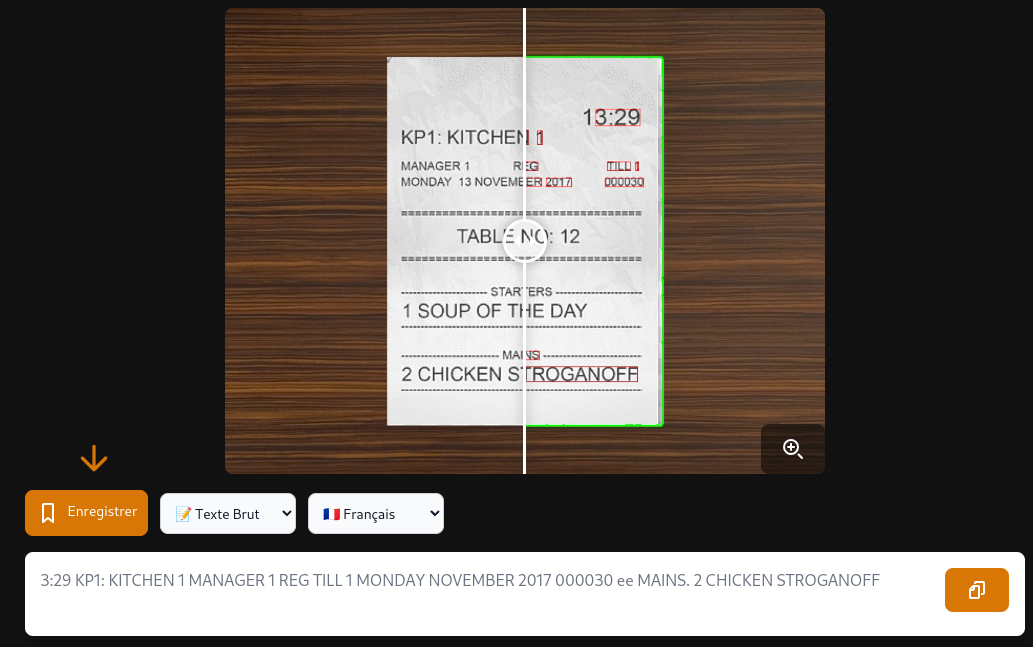 13:29
KP1: KITCHEN 1
MANAGER 1 REG TILL 1
MONDAY 13 NOVEMBER 2017 000030
==================================
TABLE NO: 12
==================================
---------------------- STARTERS ----------------------
1 SOUP OF THE DAY
------------------------------------------------------------
------------------------- MAINS -------------------------
2 CHICKEN STROGANOFF
------------------------------------------------------------
Enregistrer
📝 Texte Brut
🇫🇷 Français
3:29 KP1: KITCHEN 1 MANAGER 1 REG TILL 1 MONDAY NOVEMBER 2017 000030 ee MAINS. 2 CHICKEN STROGANOFF